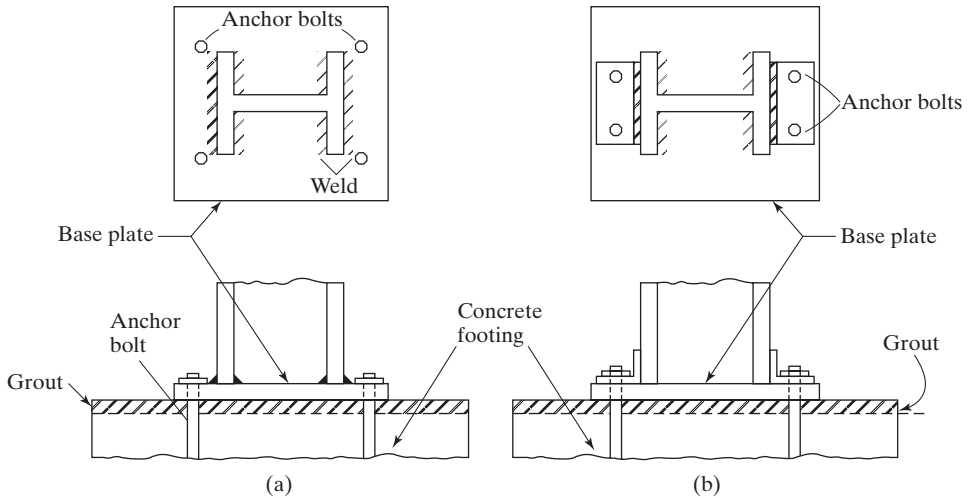 Anchor bolts
Weld
Base plate
Anchor
bolt
Grout
Concrete
footing
Anchor bolts
Base plate
Grout
(a)
(b)